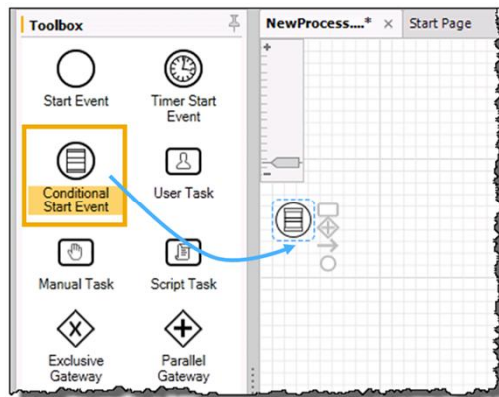 Toolbox
NewProcess....* × Start Page
Start Event
Timer Start
Event
Conditional
Start Event
User Task
Manual Task
Script Task
Exclusive
Gateway
Parallel
Gateway